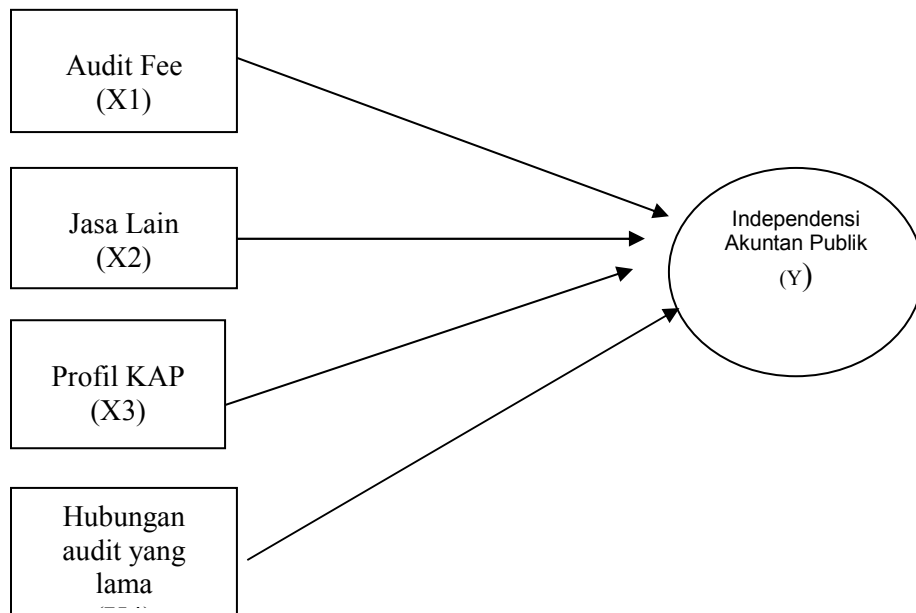 Audit Fee
(X1)
Jasa Lain
(X2)
Profil KAP
(X3)
Hubungan
audit yang
lama
Independensi
Akuntan Publik
(Y)